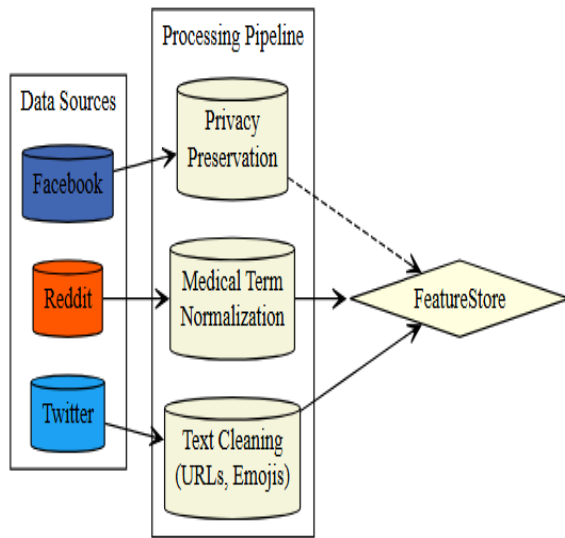 Processing Pipeline
Data Sources
Privacy
Preservation
Facebook
Medical Term
Normalization
Reddit
FeatureStore
Twitter
Text Cleaning
(URLs, Emojis)